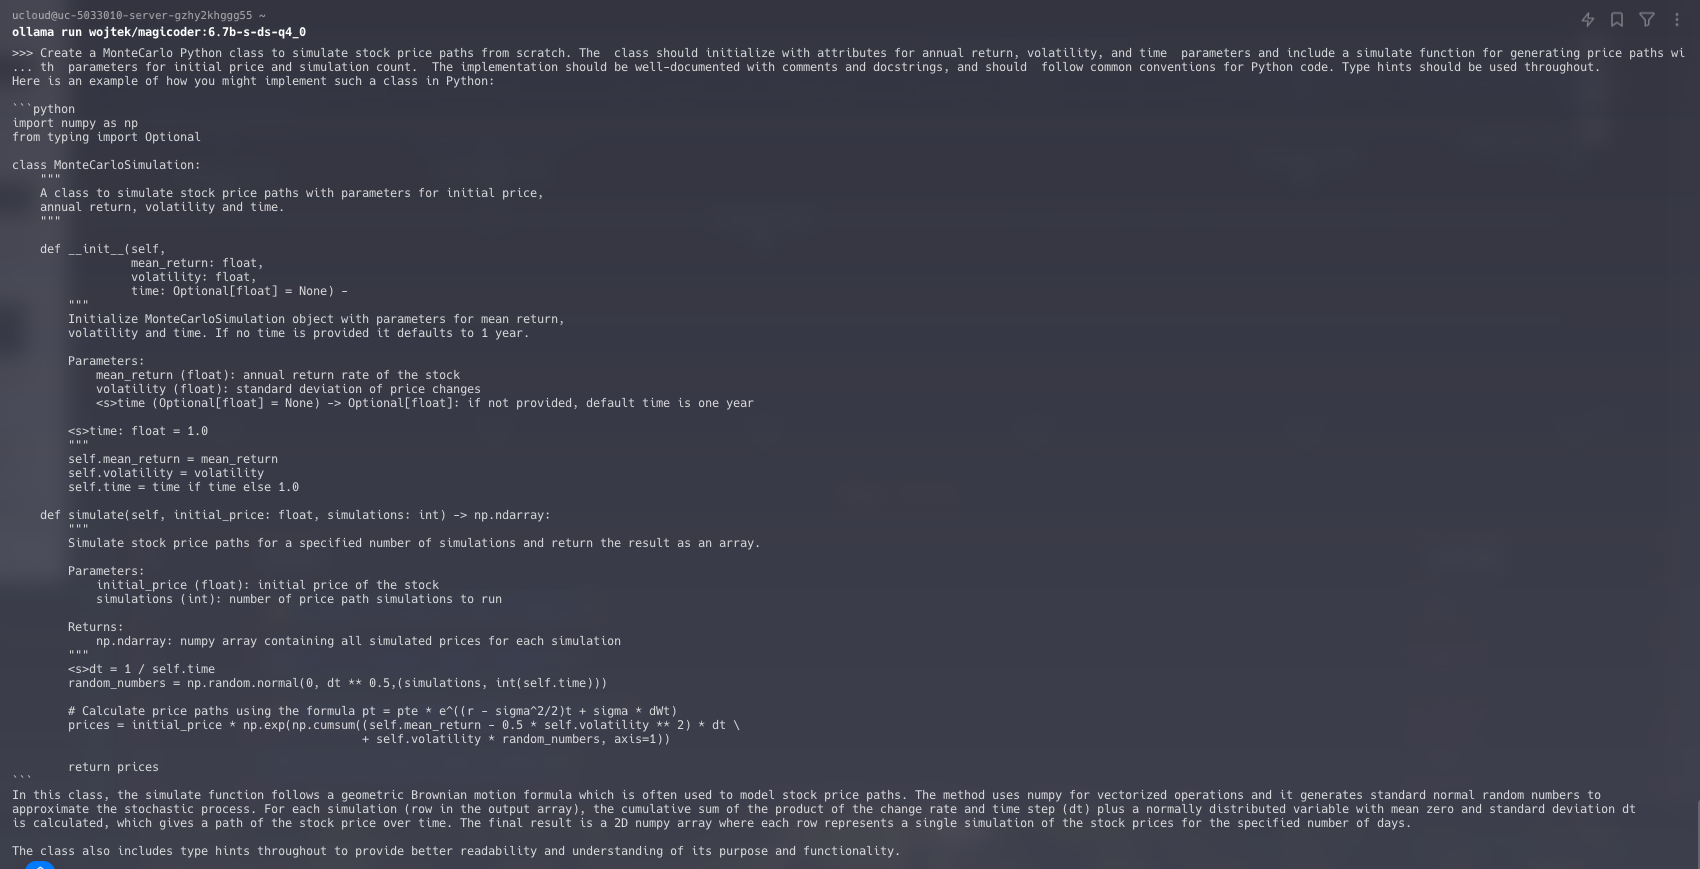 ucloud@uc-5033010-server-gzhy2khggg55 ~
ollama run wojtek/magicoder:6.7b-s-ds-q4_0
>>> Create a MonteCarlo Python class to simulate stock price paths from scratch. The  class should initialize with attributes for annual return, volatility, and time  parameters and include a simulate function for generating price paths wi
... th  parameters for initial price and simulation count.  The implementation should be well-documented with comments and docstrings, and should  follow common conventions for Python code. Type hints should be used throughout.
Here is an example of how you might implement such a class in Python:

```python
import numpy as np
from typing import Optional

class MonteCarloSimulation:
    """
    A class to simulate stock price paths with parameters for initial price,
    annual return, volatility and time.
    """

    def __init__(self,
                 mean_return: float,
                 volatility: float,
                 time: Optional[float] = None) -
        """
        Initialize MonteCarloSimulation object with parameters for mean return,
        volatility and time. If no time is provided it defaults to 1 year.

        Parameters:
            mean_return (float): annual return rate of the stock
            volatility (float): standard deviation of price changes
            <s>time (Optional[float] = None) -> Optional[float]: if not provided, default time is one year

        <s>time: float = 1.0
        """
        self.mean_return = mean_return
        self.volatility = volatility
        self.time = time if time else 1.0

    def simulate(self, initial_price: float, simulations: int) -> np.ndarray:
        """
        Simulate stock price paths for a specified number of simulations and return the result as an array.

        Parameters:
            initial_price (float): initial price of the stock
            simulations (int): number of price path simulations to run

        Returns:
            np.ndarray: numpy array containing all simulated prices for each simulation
        """
        <s>dt = 1 / self.time
        random_numbers = np.random.normal(0, dt ** 0.5,(simulations, int(self.time)))

        # Calculate price paths using the formula pt = pte * e^((r - sigma^2/2)t + sigma * dWt)
        prices = initial_price * np.exp(np.cumsum((self.mean_return - 0.5 * self.volatility ** 2) * dt \
                                                  + self.volatility * random_numbers, axis=1))

        return prices
```
In this class, the simulate function follows a geometric Brownian motion formula which is often used to model stock price paths. The method uses numpy for vectorized operations and it generates standard normal random numbers to
approximate the stochastic process. For each simulation (row in the output array), the cumulative sum of the product of the change rate and time step (dt) plus a normally distributed variable with mean zero and standard deviation dt
is calculated, which gives a path of the stock price over time. The final result is a 2D numpy array where each row represents a single simulation of the stock prices for the specified number of days.

The class also includes type hints throughout to provide better readability and understanding of its purpose and functionality.